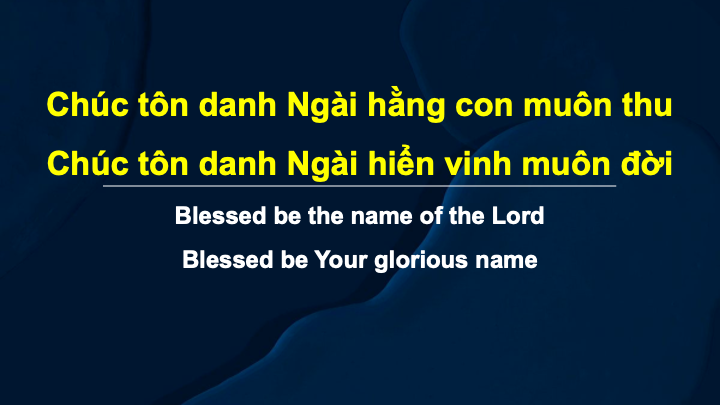 Chúc tôn danh Ngài hằng con muôn thu
Chúc tôn danh Ngài hiển vinh muôn đời
Blessed be the name of the Lord
Blessed be Your glorious name